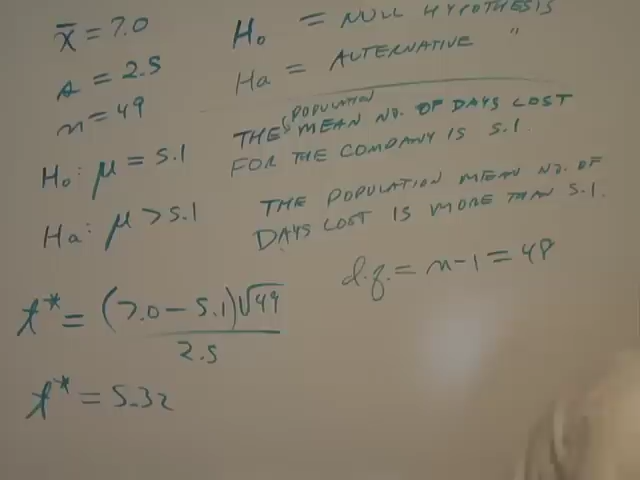 x̄ = 7.0
s = 2.5
n = 49
H₀: μ = 5.1
Ha: μ > 5.1
t* = (7.0 - 5.1)√49
2.5
t* = 5.32
H₀ = NULL HYPOTHESIS
Ha = ALTERNATIVE "
POPULATION
THE MEAN NO. OF DAYS LOST
FOR THE COMPANY IS 5.1.
THE POPULATION MEAN NO. OF
DAYS LOST IS MORE THAN 5.1.
d.f. = n-1 = 48